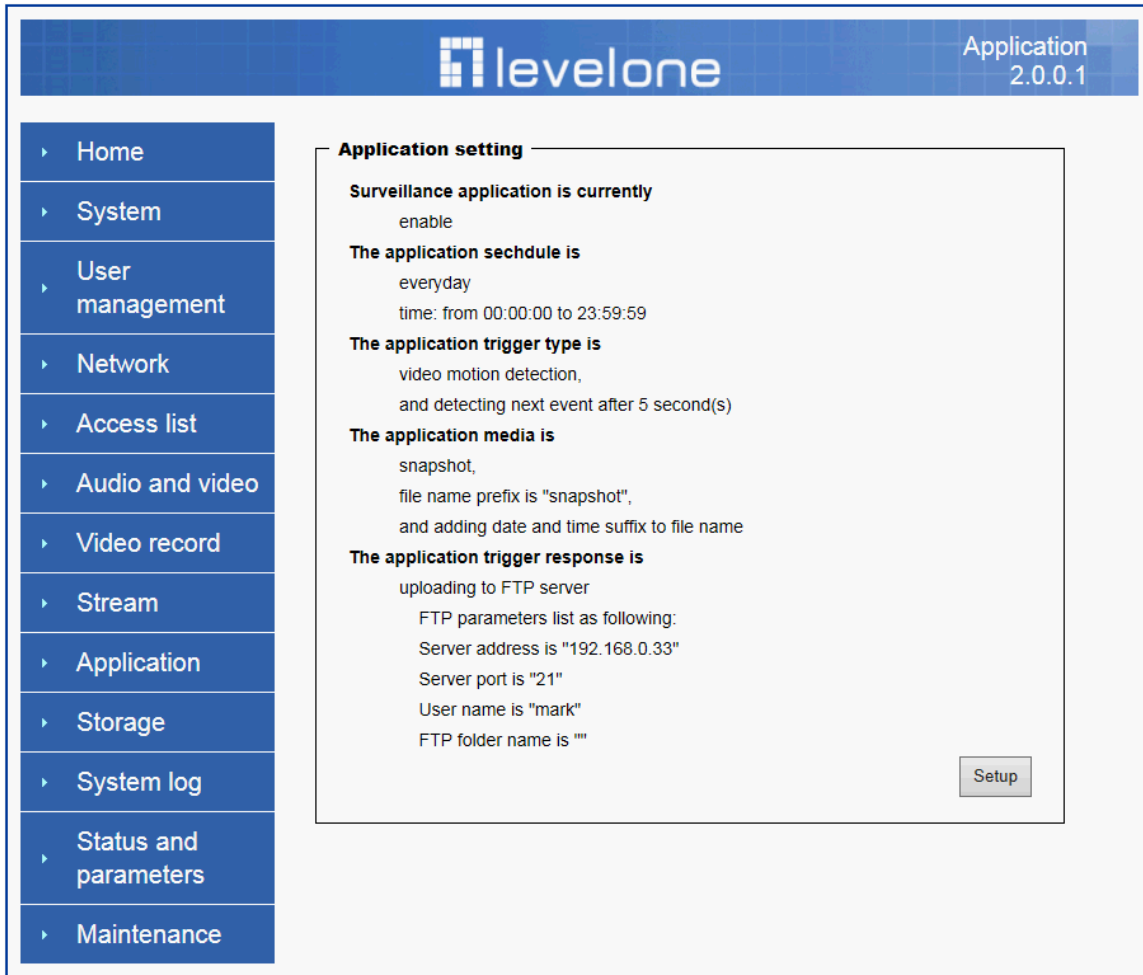 levelone
Application
2.0.0.1
Home
System
User
management
Network
Access list
Audio and video
Video record
Stream
Application
Storage
System log
Status and
parameters
Maintenance
Application setting
Surveillance application is currently
enable
The application sechdule is
everyday
time: from 00:00:00 to 23:59:59
The application trigger type is
video motion detection,
and detecting next event after 5 second(s)
The application media is
snapshot,
file name prefix is "snapshot",
and adding date and time suffix to file name
The application trigger response is
uploading to FTP server
FTP parameters list as following:
Server address is "192.168.0.33"
Server port is "21"
User name is "mark"
FTP folder name is ""
Setup